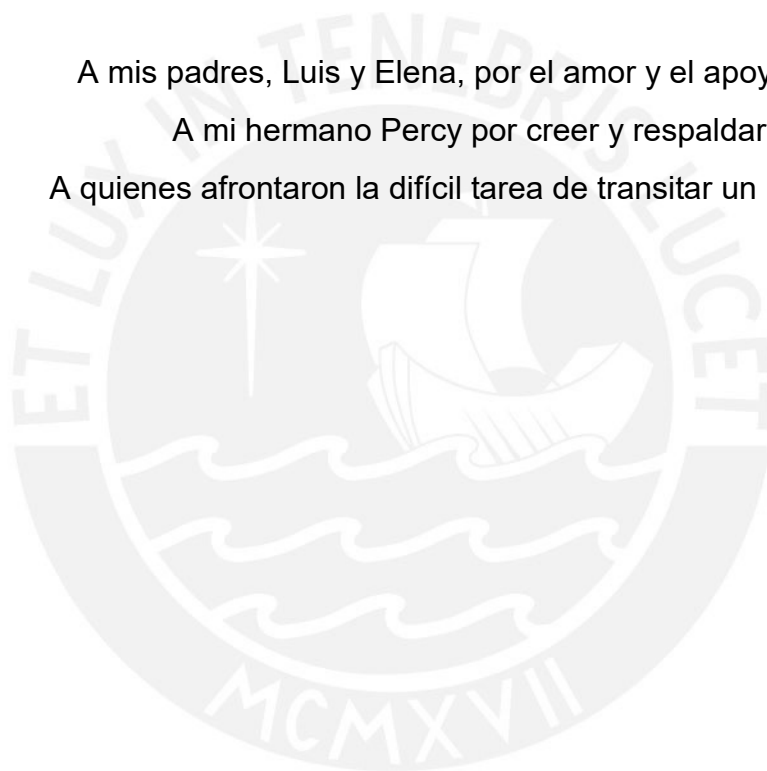 A mis padres, Luis y Elena, por el amor y el apoy
A mi hermano Percy por creer y respaldar
A quienes afrontaron la difícil tarea de transitar un
ET LUX IN TENEBRIS LUCET
MCMXVII